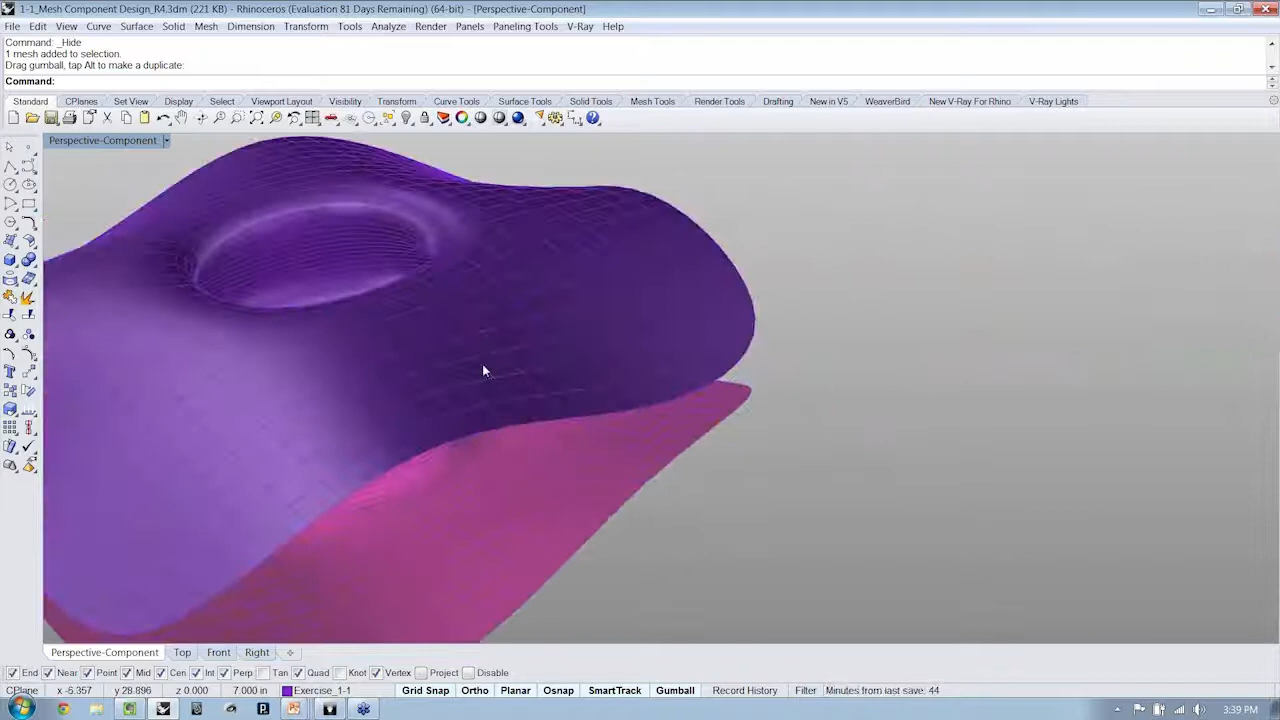 1-1_Mesh Component Design_R4.3dm (221 KB) - Rhinoceros (Evaluation 81 Days Remaining) (64-bit) - [Perspective-Component]
File Edit View Curve Surface Solid Mesh Dimension Transform Tools Analyze Render Panels Paneling Tools V-Ray Help
Command: _Hide
1 mesh added to selection.
Drag gumball, tap Alt to make a duplicate:
Command:
Standard CPlanes Set View Display Select Viewport Layout Visibility Transform Curve Tools Surface Tools Solid Tools Mesh Tools Render Tools Drafting New in V5 WeaverBird New V-Ray For Rhino V-Ray Lights
Perspective-Component
Perspective-Component Top Front Right
End Near Point Mid Cen Int Perp Tan Quad Knot Vertex Project Disable
CPlane x -6.357 y 28.896 z 0.000 7.000 in Exercise_1-1 Grid Snap Ortho Planar Osnap SmartTrack Gumball Record History Filter Minutes from last save: 44
3:39 PM